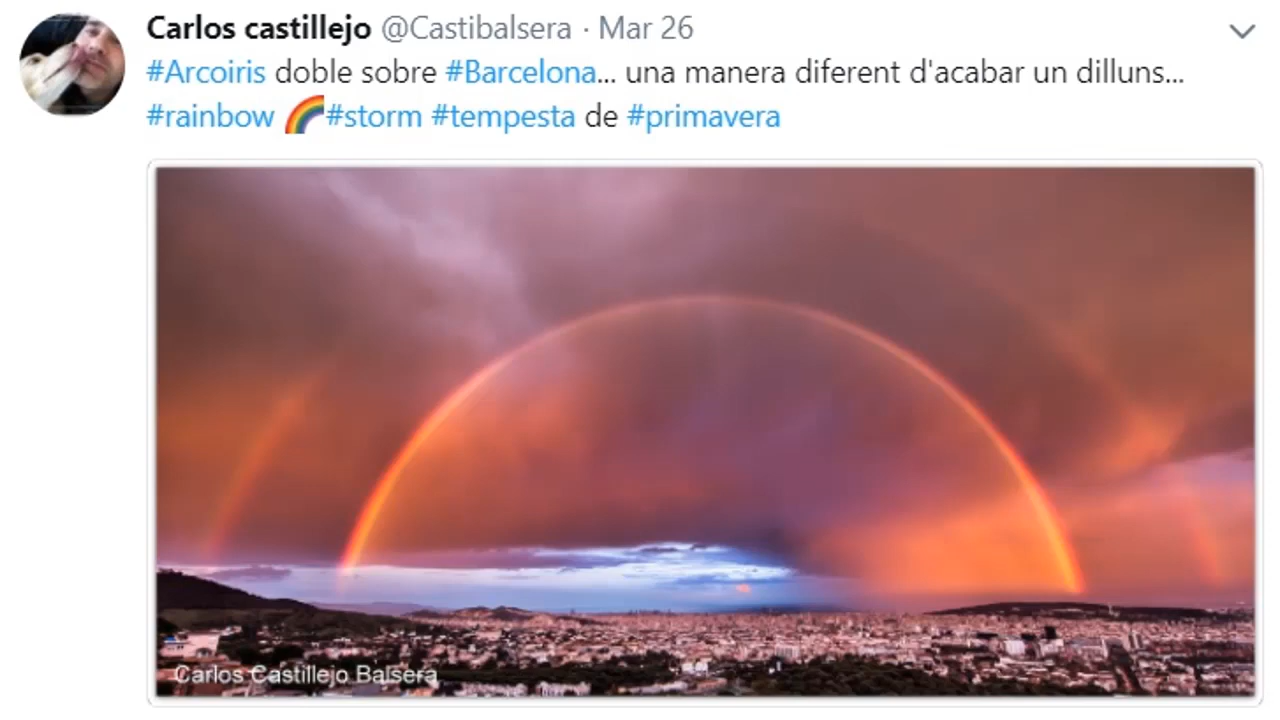 Carlos castillejo @Castibalsera · Mar 26
#Arcoiris doble sobre #Barcelona... una manera diferent d'acabar un dilluns...
#rainbow 🌈#storm #tempesta de #primavera
Carlos Castillejo Balsera